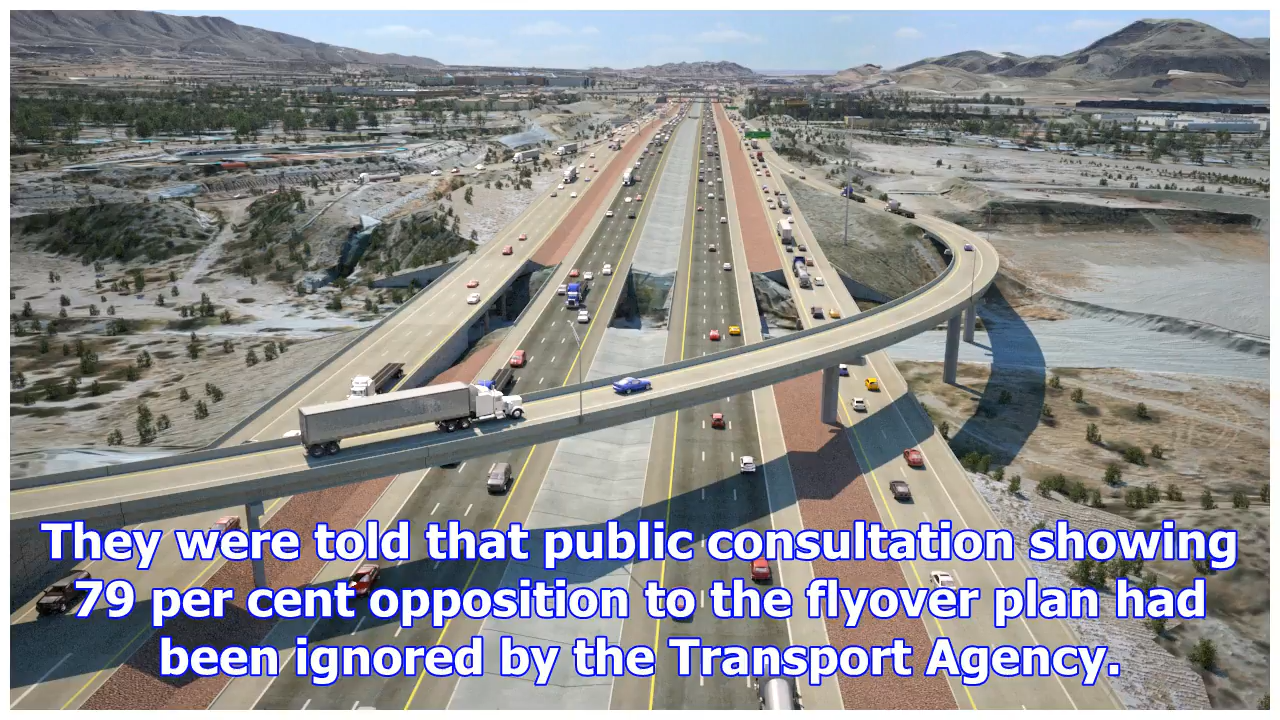 They were told that public consultation showing
79 per cent opposition to the flyover plan had
been ignored by the Transport Agency.